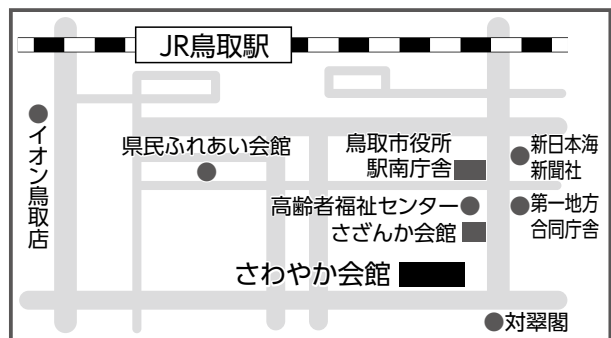 JR鳥取駅
イオン鳥取店
県民ふれあい会館
鳥取市役所
駅南庁舎
新日本海
新聞社
高齢者福祉センター
さざんか会館
第一地方
合同庁舎
さわやか会館
対翠閣